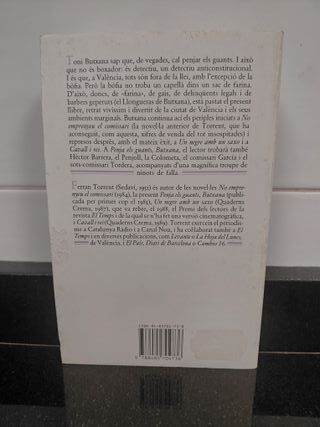 Toni Butxana sap que, de vegades, cal penjar els guants. I això
que no és boxador: és detectiu, un detectiu anticonstitucional.
I és que, a València, tots són fora de la llei, amb l'excepció de la
bòfia. Però la bòfia no troba un capellà dins un sac de farina.
D'això, doncs, de «farina», de gais, de delinqüents legals i de
barbers geperuts (el Llongueras de Butxana), està pastat el present
llibre, retrat vivíssim i divertit de la ciutat de València i els seus
ambients marginals. Butxana continua ací els periples iniciats a No
emprenyeu el comissari (la novel·la anterior de Torrent, que ha
aconseguit, com aquesta, xifres de venda del tot insospitades) i
represos després, amb el mateix èxit, a Un negre amb un saxo i a
Cavall i rei. A Penja els guants, Butxana, el lector trobarà també
Héctor Barrera, el Penjoll, la Colometa, el comissari García i el
sots-comissari Tordera, acompanyats d'una magnífica troupe de
ninots de falla.
Ferran Torrent (Sedaví, 1951) és autor de les novel·les No
emprenyeu el comissari (1984), la present Penja els guants, Butxana (publicada
per primer cop el 1985), Un negre amb un saxo (Quaderns
Crema, 1987), que va rebre, el 1988, el Premi dels lectors de la
revista El Temps i de la qual se n'ha fet una versió cinematogràfica,
i Cavall i rei (Quaderns Crema, 1989). Torrent exerceix el periodisme
a Catalunya Ràdio i a Canal Nou, i ha col·laborat també a El
Temps i en diverses publicacions, com Levante o La Hoja del Lunes,
de València, i El País, Diari de Barcelona o Cambio 16.